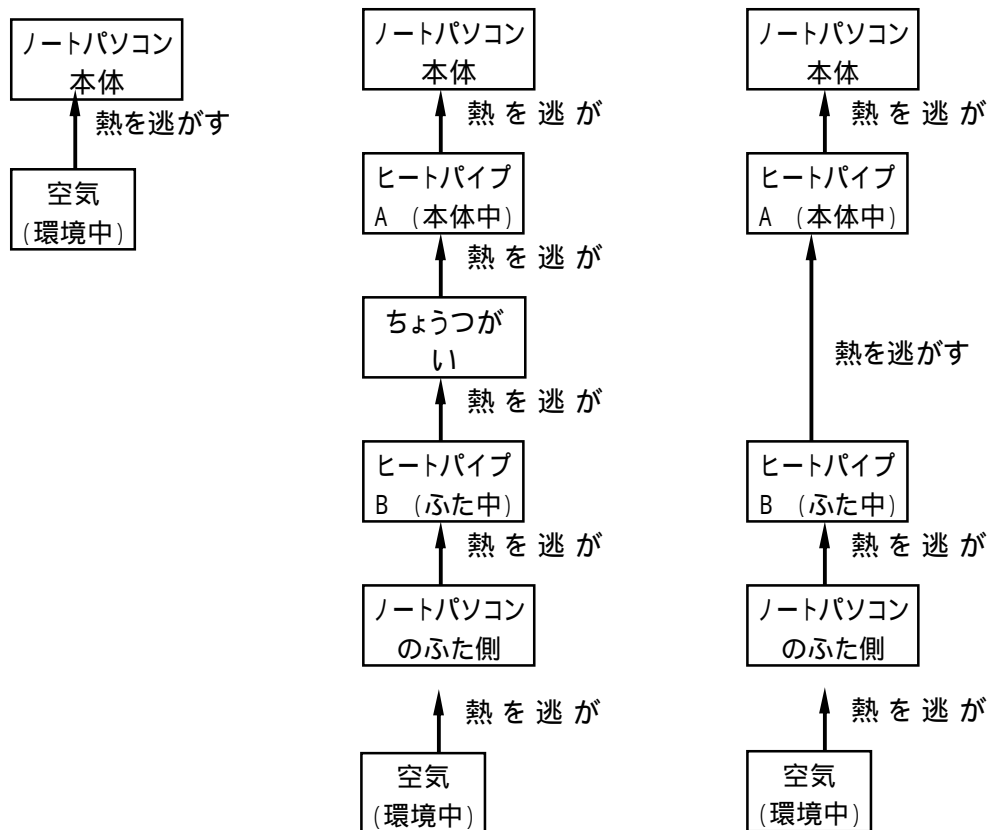 ノートパソコン
本体
熱を逃がす
空気
(環境中)
ノートパソコン
本体
熱を逃が
ヒートパイプ
A (本体中)
熱を逃が
ちょうつが
い
熱を逃が
ヒートパイプ
B (ふた中)
熱を逃が
ノートパソコン
のふた側
熱を逃が
空気
(環境中)
ノートパソコン
本体
熱を逃が
ヒートパイプ
A (本体中)
熱を逃がす
ヒートパイプ
B (ふた中)
熱を逃が
ノートパソコン
のふた側
熱を逃が
空気
(環境中)